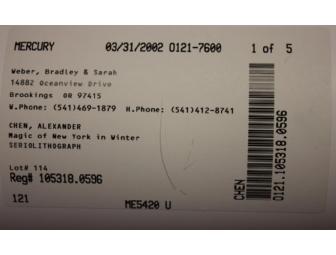 MERCURY 03/31/2002 0121-7600 1 of 5
Weber, Bradley & Sarah
14882 Oceanview Drive
Brookings OR 97415
W.Phone: (541)469-1879 H.Phone: (541)412-8741
CHEN, ALEXANDER
Magic of New York in Winter
SERIOLITHOGRAPH
Lot# 114
Reg# 105318.0596
121 ME5420 U
CHEN
0121.105318.0596